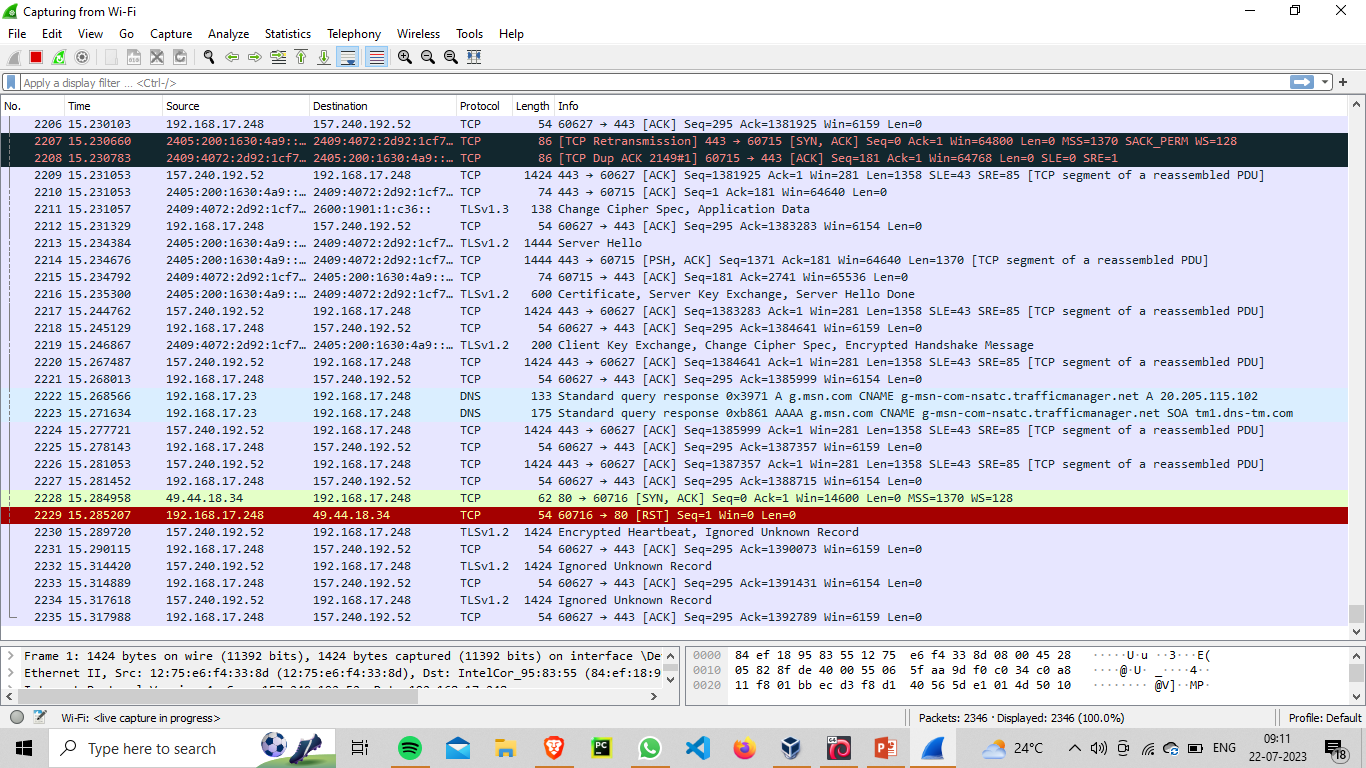 Capturing from Wi-Fi
File Edit View Go Capture Analyze Statistics Telephony Wireless Tools Help
Apply a display filter … <Ctrl-/>
No. Time Source Destination Protocol Length Info
2206 15.230103 192.168.17.248 157.240.192.52 TCP 54 60627 → 443 [ACK] Seq=295 Ack=1381925 Win=6159 Len=0
2207 15.230660 2405:200:1630:4a9::… 2409:4072:2d92:1cf7… TCP 86 [TCP Retransmission] 443 → 60715 [SYN, ACK] Seq=0 Ack=1 Win=64800 Len=0 MSS=1370 SACK_PERM WS=128
2208 15.230783 2409:4072:2d92:1cf7… 2405:200:1630:4a9::… TCP 86 [TCP Dup ACK 2149#1] 60715 → 443 [ACK] Seq=181 Ack=1 Win=64768 Len=0 SLE=0 SRE=1
2209 15.231053 157.240.192.52 192.168.17.248 TCP 1424 443 → 60627 [ACK] Seq=1381925 Ack=1 Win=281 Len=1358 SLE=43 SRE=85 [TCP segment of a reassembled PDU]
2210 15.231053 2405:200:1630:4a9::… 2409:4072:2d92:1cf7… TCP 74 443 → 60715 [ACK] Seq=1 Ack=181 Win=64640 Len=0
2211 15.231057 2409:4072:2d92:1cf7… 2600:1901:1:c36:: TLSv1.3 138 Change Cipher Spec, Application Data
2212 15.231329 192.168.17.248 157.240.192.52 TCP 54 60627 → 443 [ACK] Seq=295 Ack=1383283 Win=6154 Len=0
2213 15.234384 2405:200:1630:4a9::… 2409:4072:2d92:1cf7… TLSv1.2 1444 Server Hello
2214 15.234676 2405:200:1630:4a9::… 2409:4072:2d92:1cf7… TCP 1444 443 → 60715 [PSH, ACK] Seq=1371 Ack=181 Win=64640 Len=1370 [TCP segment of a reassembled PDU]
2215 15.234792 2409:4072:2d92:1cf7… 2405:200:1630:4a9::… TCP 74 60715 → 443 [ACK] Seq=181 Ack=2741 Win=65536 Len=0
2216 15.235300 2405:200:1630:4a9::… 2409:4072:2d92:1cf7… TLSv1.2 600 Certificate, Server Key Exchange, Server Hello Done
2217 15.244762 157.240.192.52 192.168.17.248 TCP 1424 443 → 60627 [ACK] Seq=1383283 Ack=1 Win=281 Len=1358 SLE=43 SRE=85 [TCP segment of a reassembled PDU]
2218 15.245129 192.168.17.248 157.240.192.52 TCP 54 60627 → 443 [ACK] Seq=295 Ack=1384641 Win=6159 Len=0
2219 15.246867 2409:4072:2d92:1cf7… 2405:200:1630:4a9::… TLSv1.2 200 Client Key Exchange, Change Cipher Spec, Encrypted Handshake Message
2220 15.267487 157.240.192.52 192.168.17.248 TCP 1424 443 → 60627 [ACK] Seq=1384641 Ack=1 Win=281 Len=1358 SLE=43 SRE=85 [TCP segment of a reassembled PDU]
2221 15.268013 192.168.17.248 157.240.192.52 TCP 54 60627 → 443 [ACK] Seq=295 Ack=1385999 Win=6154 Len=0
2222 15.268566 192.168.17.23 192.168.17.248 DNS 133 Standard query response 0x3971 A g.msn.com CNAME g-msn-com-nsatc.trafficmanager.net A 20.205.115.102
2223 15.271634 192.168.17.23 192.168.17.248 DNS 175 Standard query response 0xb861 AAAA g.msn.com CNAME g-msn-com-nsatc.trafficmanager.net SOA tm1.dns-tm.com
2224 15.277721 157.240.192.52 192.168.17.248 TCP 1424 443 → 60627 [ACK] Seq=1385999 Ack=1 Win=281 Len=1358 SLE=43 SRE=85 [TCP segment of a reassembled PDU]
2225 15.278143 192.168.17.248 157.240.192.52 TCP 54 60627 → 443 [ACK] Seq=295 Ack=1387357 Win=6159 Len=0
2226 15.281053 157.240.192.52 192.168.17.248 TCP 1424 443 → 60627 [ACK] Seq=1387357 Ack=1 Win=281 Len=1358 SLE=43 SRE=85 [TCP segment of a reassembled PDU]
2227 15.281452 192.168.17.248 157.240.192.52 TCP 54 60627 → 443 [ACK] Seq=295 Ack=1388715 Win=6154 Len=0
2228 15.284958 49.44.18.34 192.168.17.248 TCP 62 80 → 60716 [SYN, ACK] Seq=0 Ack=1 Win=14600 Len=0 MSS=1370 WS=128
2229 15.285207 192.168.17.248 49.44.18.34 TCP 54 60716 → 80 [RST] Seq=1 Win=0 Len=0
2230 15.289720 157.240.192.52 192.168.17.248 TLSv1.2 1424 Encrypted Heartbeat, Ignored Unknown Record
2231 15.290115 192.168.17.248 157.240.192.52 TCP 54 60627 → 443 [ACK] Seq=295 Ack=1390073 Win=6159 Len=0
2232 15.314420 157.240.192.52 192.168.17.248 TLSv1.2 1424 Ignored Unknown Record
2233 15.314889 192.168.17.248 157.240.192.52 TCP 54 60627 → 443 [ACK] Seq=295 Ack=1391431 Win=6154 Len=0
2234 15.317618 157.240.192.52 192.168.17.248 TLSv1.2 1424 Ignored Unknown Record
2235 15.317988 192.168.17.248 157.240.192.52 TCP 54 60627 → 443 [ACK] Seq=295 Ack=1392789 Win=6159 Len=0
Frame 1: 1424 bytes on wire (11392 bits), 1424 bytes captured (11392 bits) on interface \De
Ethernet II, Src: 12:75:e6:f4:33:8d (12:75:e6:f4:33:8d), Dst: IntelCor_95:83:55 (84:ef:18:9
0000 84 ef 18 95 83 55 12 75 e6 f4 33 8d 08 00 45 28 ·····U·u ··3···E(
0010 05 82 8f de 40 00 55 06 5f aa 9d f0 c0 34 c0 a8 ····@·U· _····4··
0020 11 f8 01 bb ec d3 f8 d1 40 56 5d e1 01 4d 50 10 ········ @V]··MP·
Wi-Fi: <live capture in progress>
Packets: 2346 · Displayed: 2346 (100.0%)
Profile: Default
Type here to search
PC
24°C
ENG
09:11
22-07-2023
18